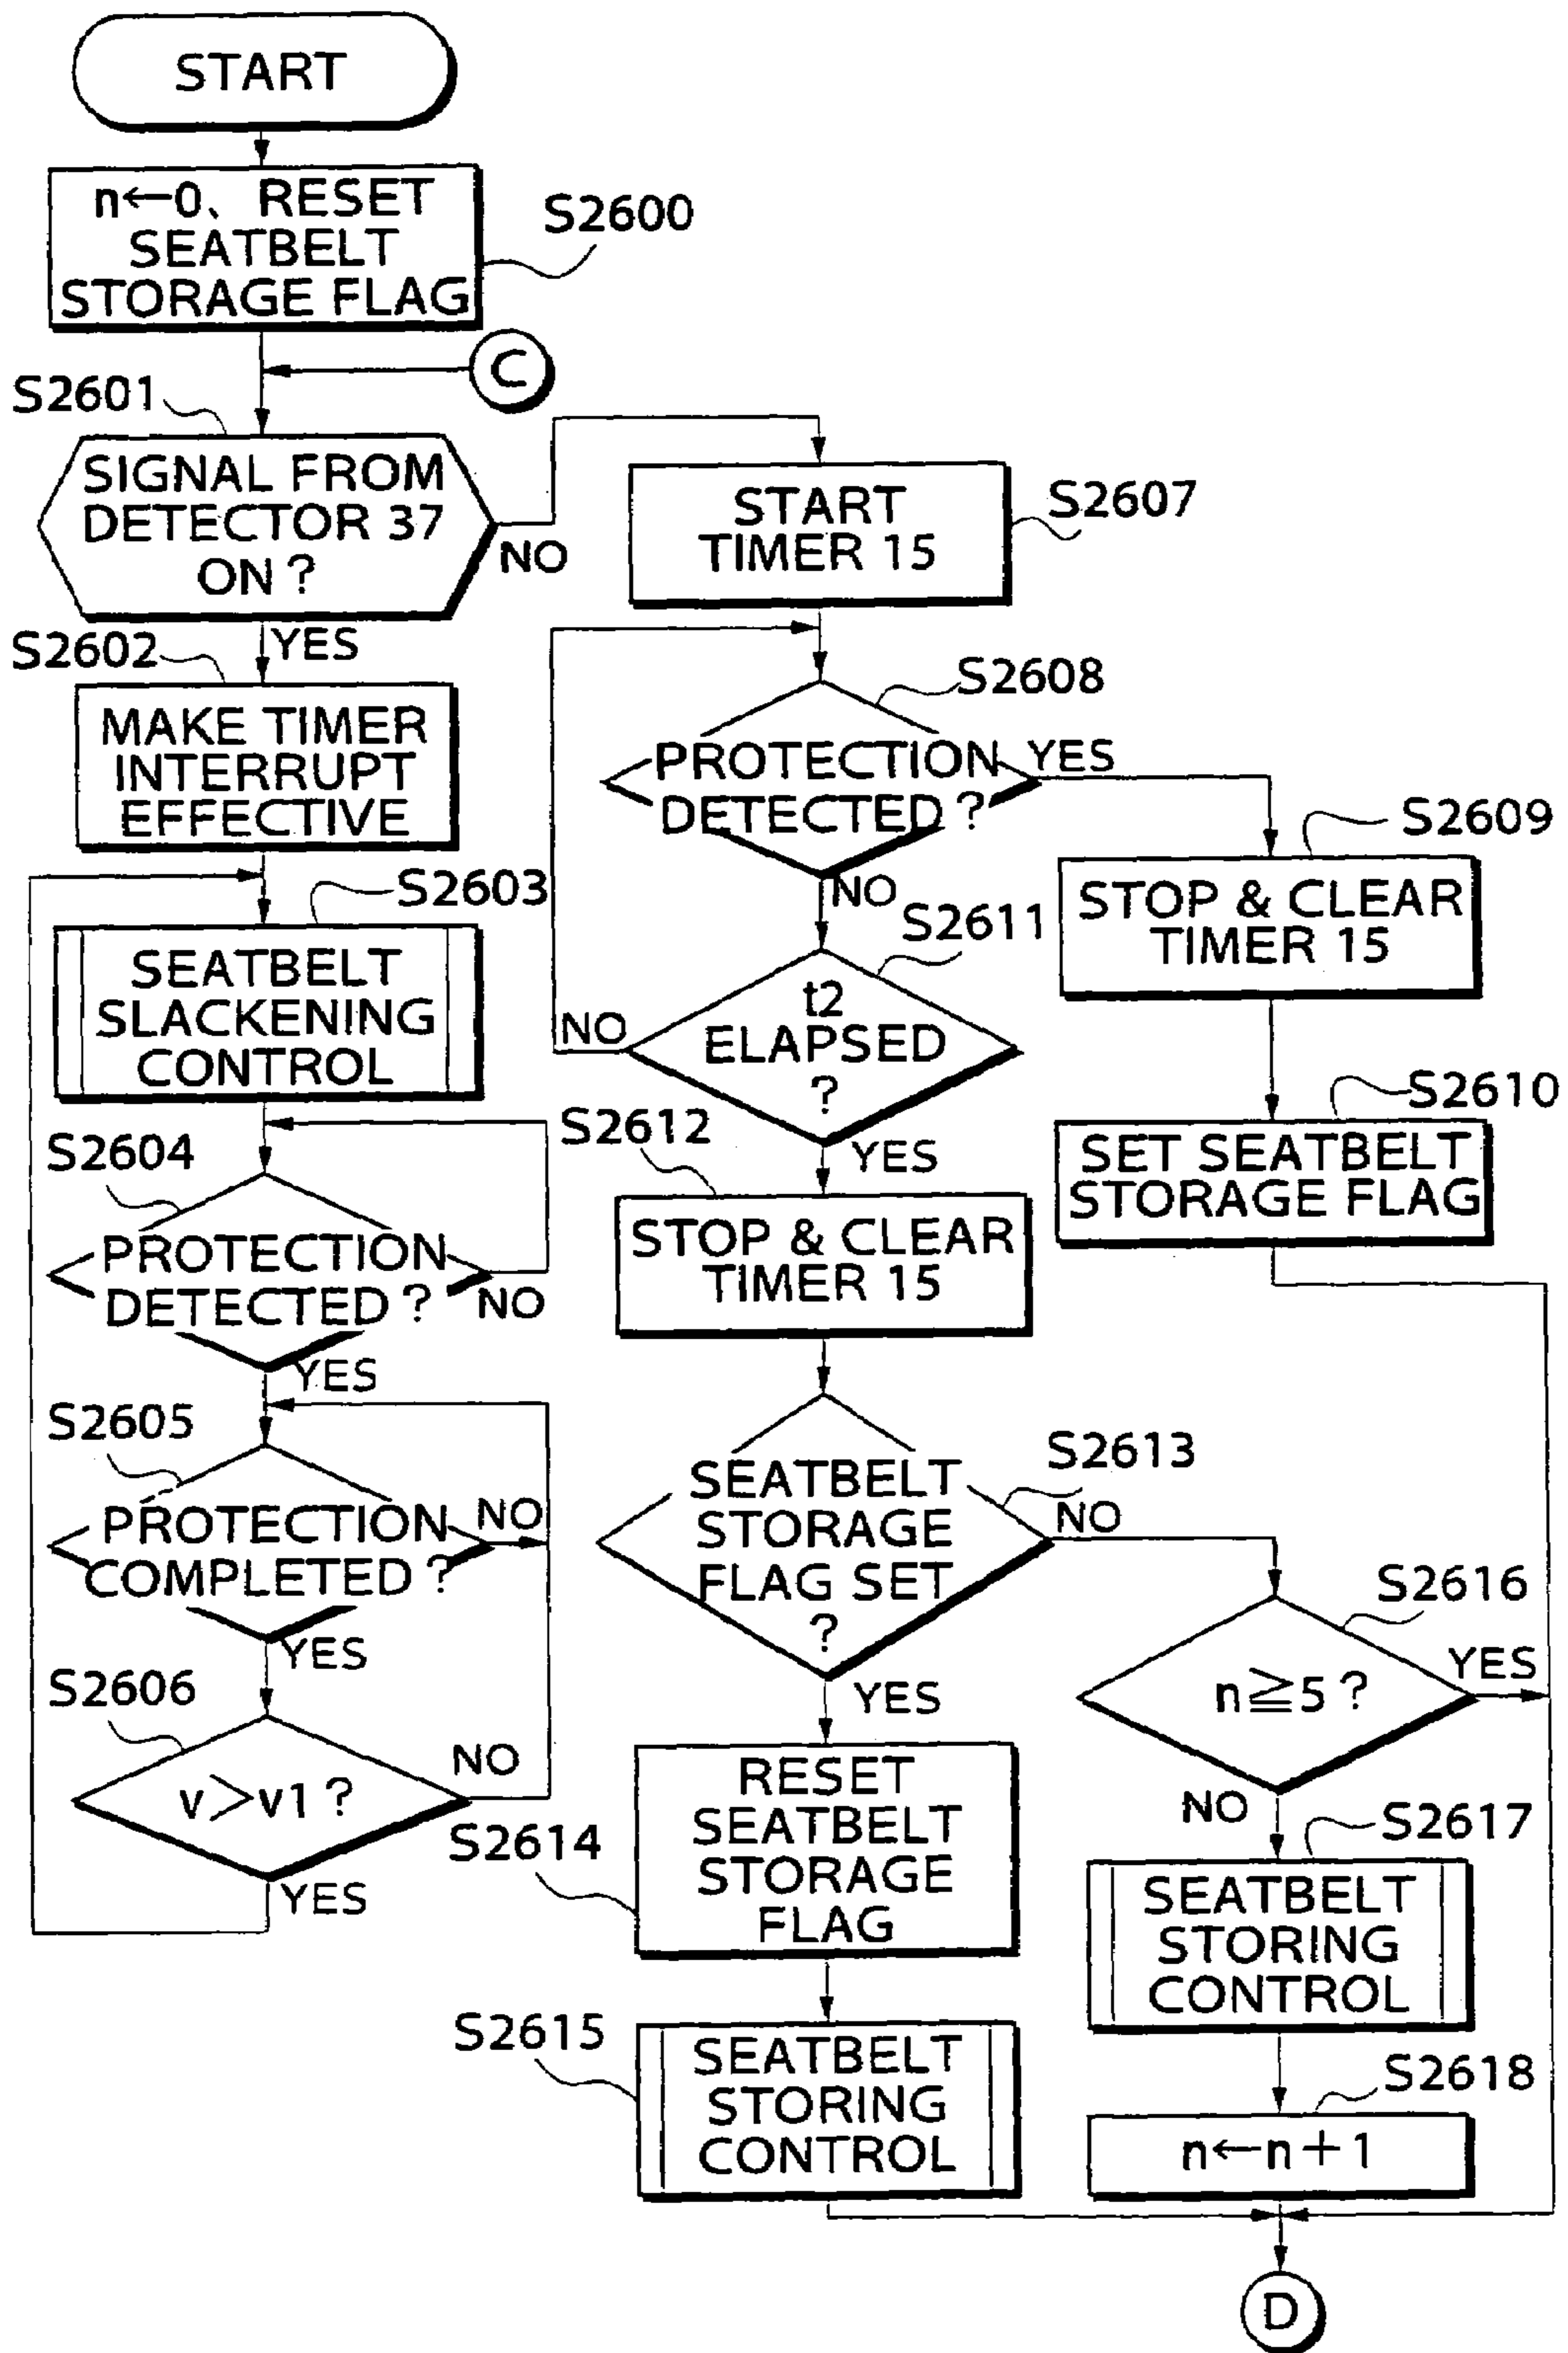 START
n←0、 RESET
SEATBELT
STORAGE FLAG
S2600
C
S2601
SIGNAL FROM
DETECTOR 37
ON ?
NO
YES
S2602
MAKE TIMER
INTERRUPT
EFFECTIVE
S2603
SEATBELT
SLACKENING
CONTROL
S2604
PROTECTION
DETECTED ?
NO
YES
S2605
PROTECTION
COMPLETED ?
NO
YES
S2606
v>v1 ?
NO
YES
START
TIMER 15
S2607
S2608
PROTECTION
DETECTED ?
YES
NO
S2609
STOP & CLEAR
TIMER 15
S2610
SET SEATBELT
STORAGE FLAG
S2611
t2
ELAPSED
?
NO
YES
S2612
STOP & CLEAR
TIMER 15
S2613
SEATBELT
STORAGE
FLAG SET
?
NO
YES
S2614
RESET
SEATBELT
STORAGE
FLAG
S2615
SEATBELT
STORING
CONTROL
S2616
n≧5 ?
YES
NO
S2617
SEATBELT
STORING
CONTROL
S2618
n←n+1
D